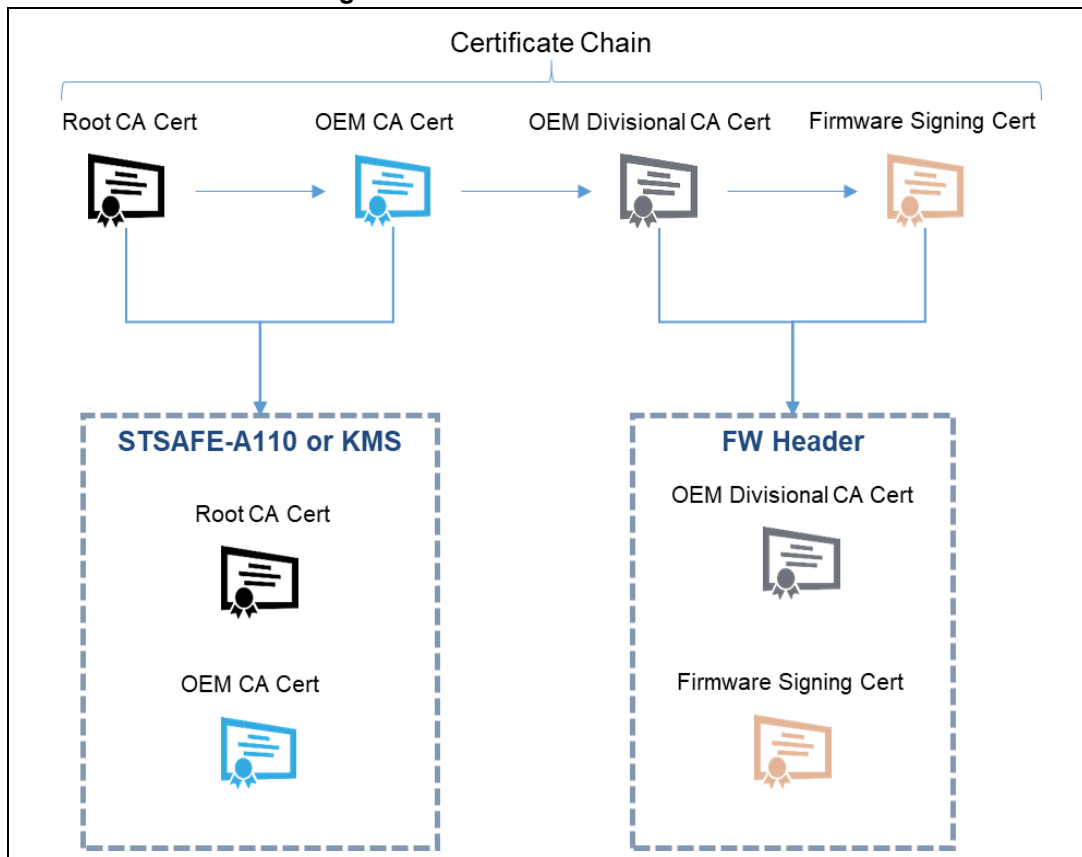 Certificate Chain
Root CA Cert
OEM CA Cert
OEM Divisional CA Cert
Firmware Signing Cert
STSAFE-A110 or KMS
Root CA Cert
OEM CA Cert
FW Header
OEM Divisional CA Cert
Firmware Signing Cert